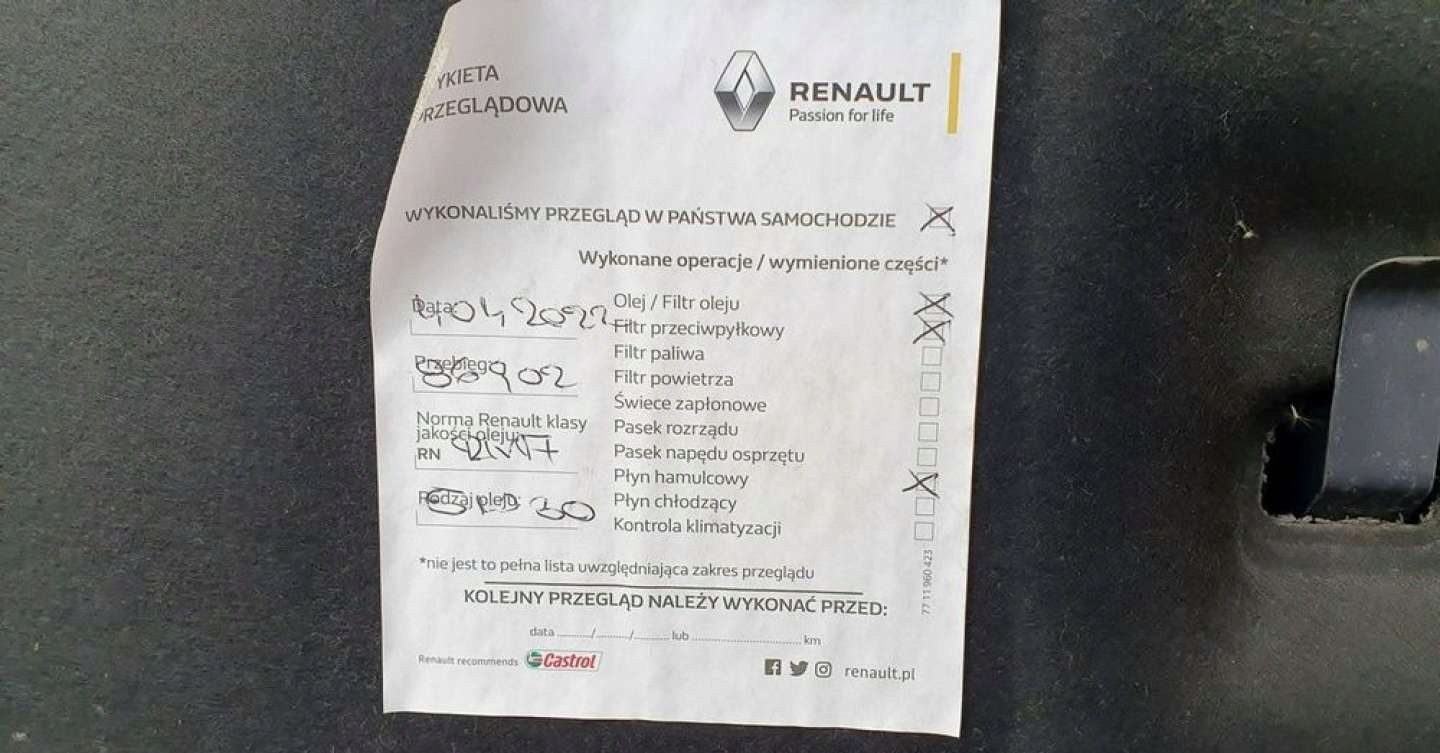 YKIETA
RZEGLĄDOWA
RENAULT
Passion for life
WYKONALIŚMY PRZEGLĄD W PAŃSTWA SAMOCHODZIE
Wykonane operacje / wymienione części*
Data:
Przebieg:
86902
Norma Renault klasy
jakości oleju:
RN
Rodzaj oleju:
Olej / Filtr oleju
Filtr przeciwpyłkowy
Filtr paliwa
Filtr powietrza
Świece zapłonowe
Pasek rozrządu
Pasek napędu osprzętu
Płyn hamulcowy
Płyn chłodzący
Kontrola klimatyzacji
*nie jest to pełna lista uwzględniająca zakres przeglądu
77 11 960 423
KOLEJNY PRZEGLĄD NALEŻY WYKONAĆ PRZED:
data ........../........../.......... lub ................................ km
Renault recommends Castrol
renault.pl